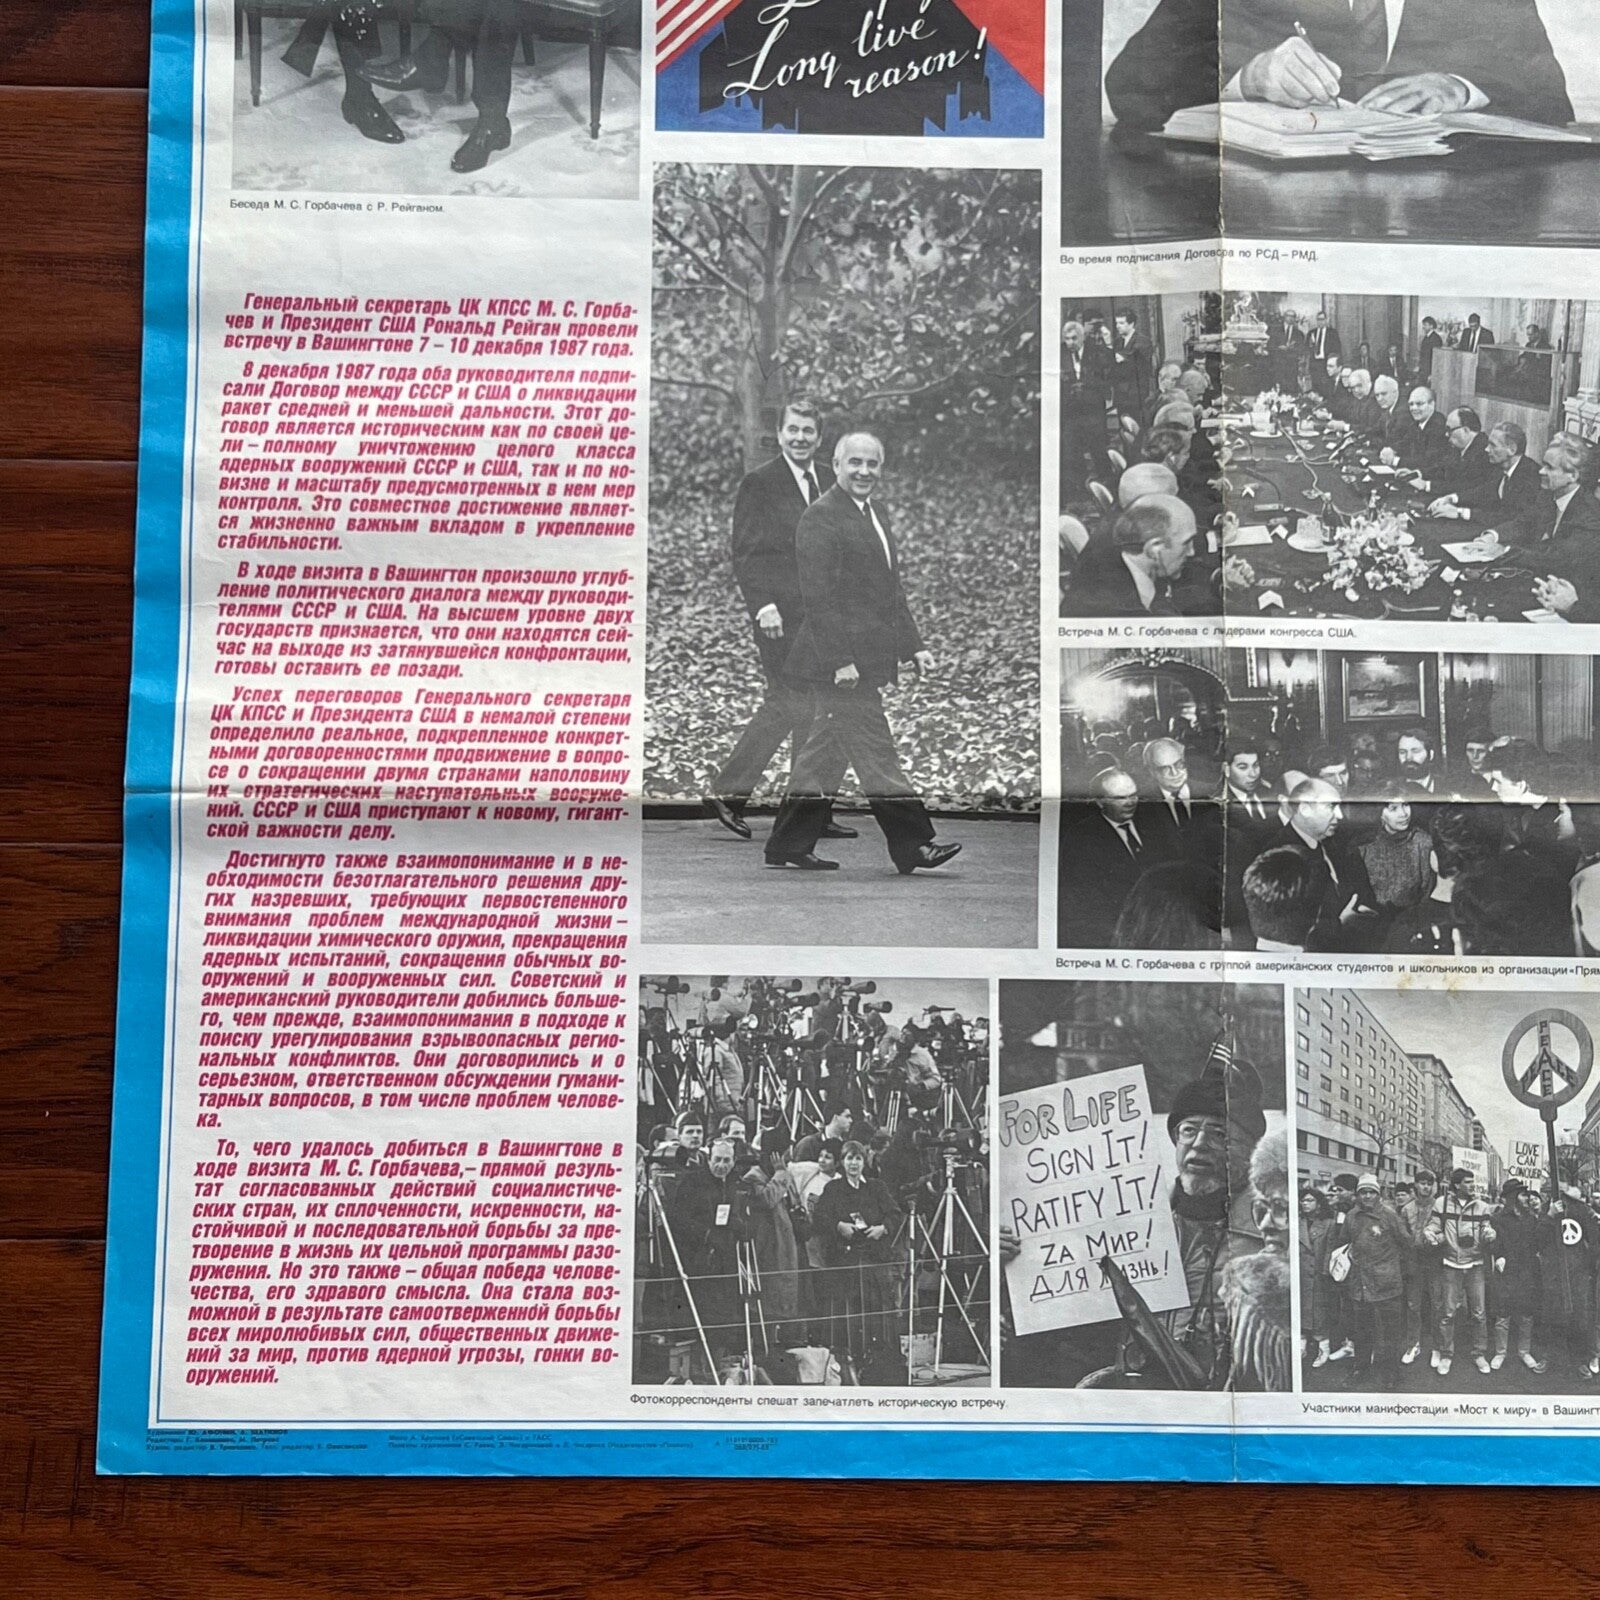 Long live
reason!
Беседа М. С. Горбачева с Р. Рейганом.
Во время подписания Договора по РСД – РМД.
Генеральный секретарь ЦК КПСС М. С. Горба-
чев и Президент США Рональд Рейган провели
встречу в Вашингтоне 7 – 10 декабря 1987 года.
8 декабря 1987 года оба руководителя подпи-
сали Договор между СССР и США о ликвидации
ракет средней и меньшей дальности. Этот до-
говор является историческим как по своей це-
ли – полному уничтожению целого класса
ядерных вооружений СССР и США, так и по но-
визне и масштабу предусмотренных в нем мер
контроля. Это совместное достижение являет-
ся жизненно важным вкладом в укрепление
стабильности.
В ходе визита в Вашингтон произошло углуб-
ление политического диалога между руководи-
телями СССР и США. На высшем уровне двух
государств признается, что они находятся сей-
час на выходе из затянувшейся конфронтации,
готовы оставить ее позади.
Успех переговоров Генерального секретаря
ЦК КПСС и Президента США в немалой степени
определило реальное, подкрепленное конкрет-
ными договоренностями продвижение в вопро-
се о сокращении двумя странами наполовину
их стратегических наступательных вооруже-
ний. СССР и США приступают к новому, гигант-
ской важности делу.
Достигнуто также взаимопонимание и в не-
обходимости безотлагательного решения дру-
гих назревших, требующих первостепенного
внимания проблем международной жизни –
ликвидации химического оружия, прекращения
ядерных испытаний, сокращения обычных во-
оружений и вооруженных сил. Советский и
американский руководители добились больше-
го, чем прежде, взаимопонимания в подходе к
поиску урегулирования взрывоопасных регио-
нальных конфликтов. Они договорились и о
серьезном, ответственном обсуждении гумани-
тарных вопросов, в том числе проблем челове-
ка.
То, чего удалось добиться в Вашингтоне в
ходе визита М. С. Горбачева,– прямой резуль-
тат согласованных действий социалистиче-
ских стран, их сплоченности, искренности, на-
стойчивой и последовательной борьбы за пре-
творение в жизнь их цельной программы разо-
ружения. Но это также – общая победа челове-
чества, его здравого смысла. Она стала воз-
можной в результате самоотверженной борьбы
всех миролюбивых сил, общественных движе-
ний за мир, против ядерной угрозы, гонки во-
оружений.
Встреча М. С. Горбачева с лидерами конгресса США.
Встреча М. С. Горбачева с группой американских студентов и школьников из организации «Прям
FOR LIFE
SIGN IT!
RATIFY IT!
ZA МИР!
ДЛЯ ЖИЗНЬ!
PEACE
LOVE
CAN
CONQUER
ALL
Фотокорреспонденты спешат запечатлеть историческую встречу.
Участники манифестации «Мост к миру» в Вашингт